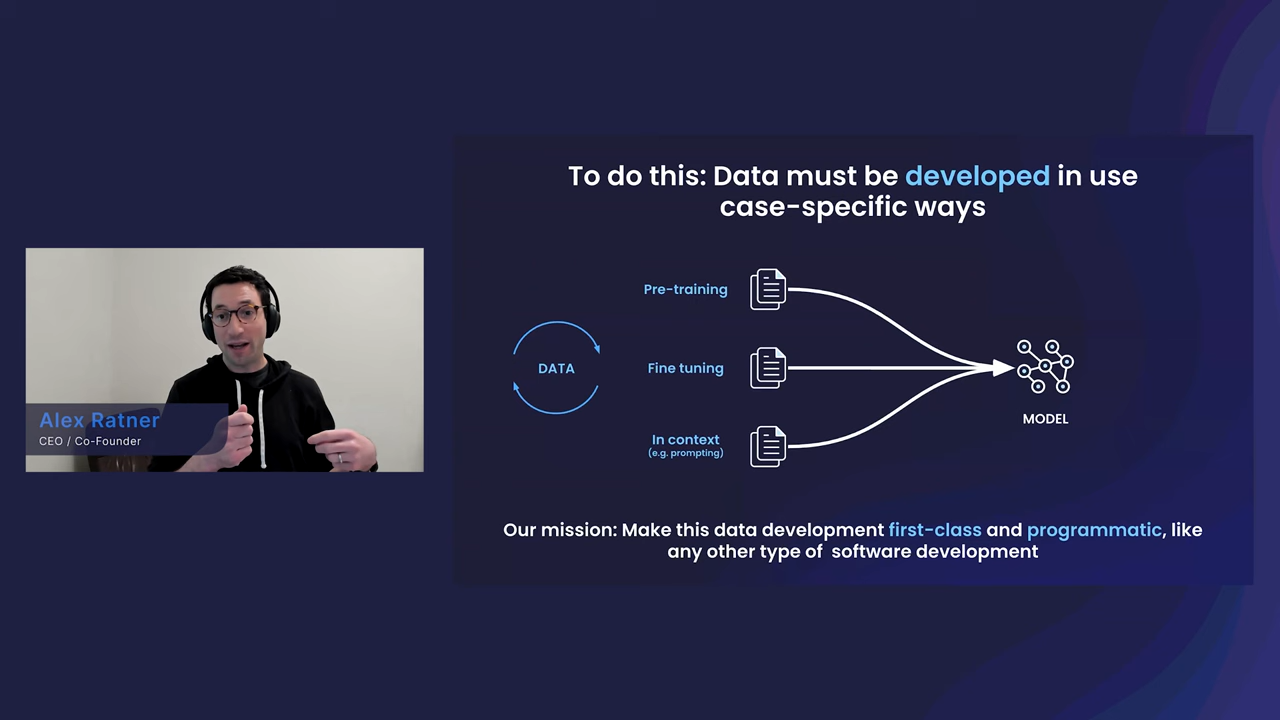 To do this: Data must be developed in use
case-specific ways
Pre-training
DATA
Fine tuning
In context
(e.g. prompting)
MODEL
Our mission: Make this data development first-class and programmatic, like
any other type of software development
Alex Ratner
CEO / Co-Founder